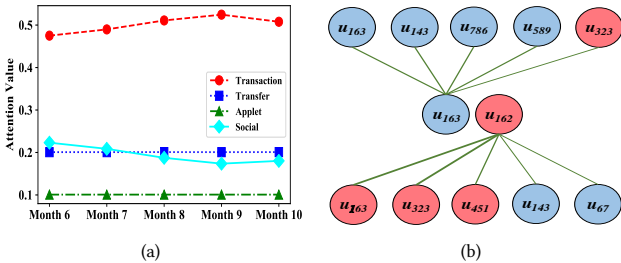 Attention Value
0.5
0.4
0.3
0.2
0.1
Transaction
Transfer
Applet
Social
Month 6 Month 7 Month 8 Month 9 Month 10
(a)
u163 u143 u786 u589 u323
u163 u162
u163 u323 u451 u143 u67
(b)